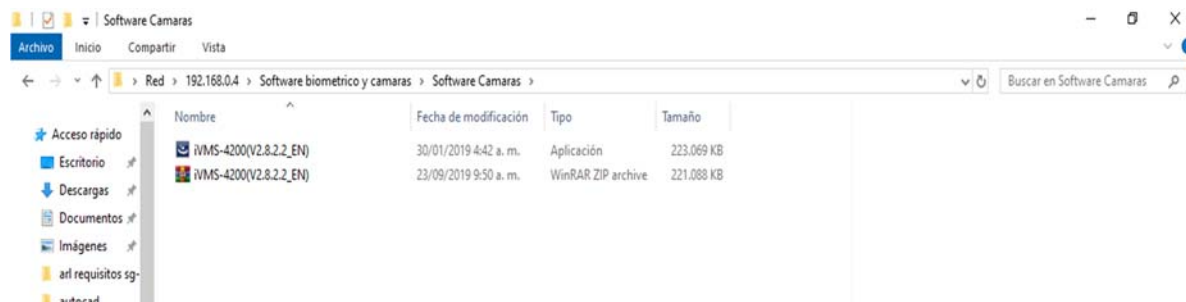 Software Camaras
Archivo Inicio Compartir Vista
Red > 192.168.0.4 > Software biometrico y camaras > Software Camaras >
Buscar en Software Camaras
Nombre Fecha de modificación Tipo Tamaño
Acceso rápido
iVMS-4200(V2.8.2.2_EN) 30/01/2019 4:42 a. m. Aplicación 223.069 KB
Escritorio
iVMS-4200(V2.8.2.2_EN) 23/09/2019 9:50 a. m. WinRAR ZIP archive 221.088 KB
Descargas
Documentos
Imágenes
arl requisitos sg-
autocad